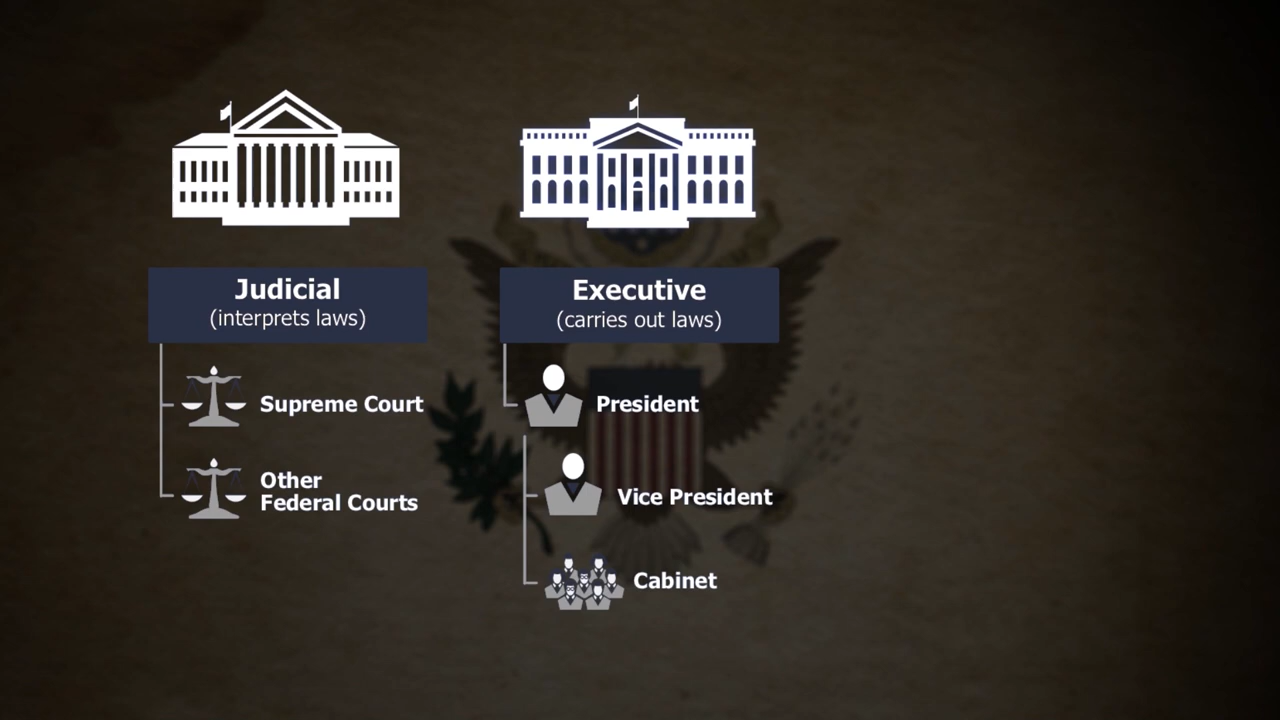 Judicial
(interprets laws)
Supreme Court
Other
Federal Courts
Executive
(carries out laws)
President
Vice President
Cabinet